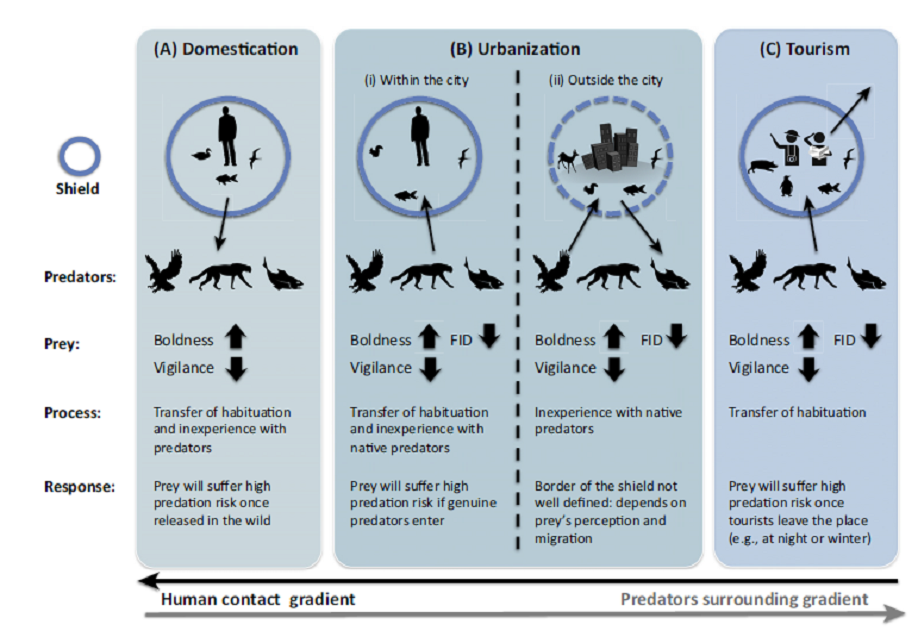 (A) Domestication
(B) Urbanization
(C) Tourism
(i) Within the city
(ii) Outside the city
Shield
Predators:
Prey:
Boldness
Vigilance
Boldness FID
Vigilance
Boldness FID
Vigilance
Boldness FID
Vigilance
Process:
Transfer of habituation
and inexperience with
predators
Transfer of habituation
and inexperience with
native predators
Inexperience with native
predators
Transfer of habituation
Response:
Prey will suffer high
predation risk once
released in the wild
Prey will suffer high
predation risk if genuine
predators enter
Border of the shield not
well defined: depends on
prey's perception and
migration
Prey will suffer high
predation risk once
tourists leave the place
(e.g., at night or winter)
Human contact gradient
Predators surrounding gradient